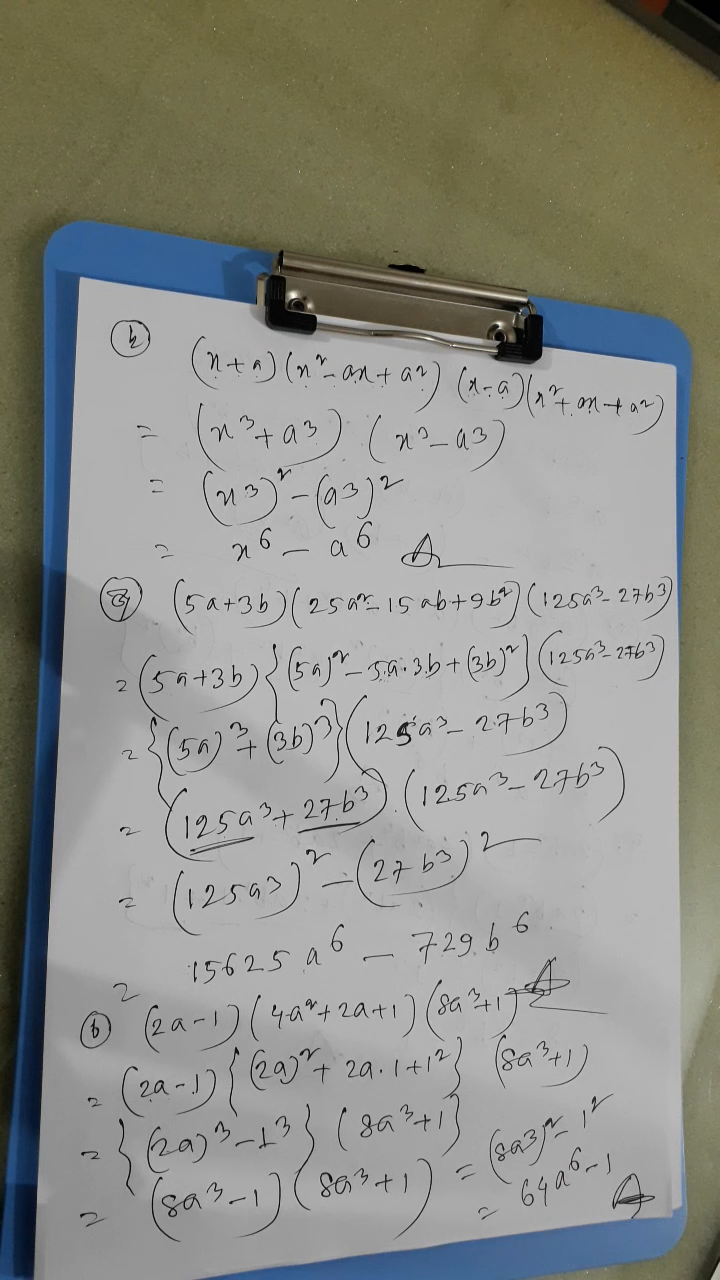 (x+a)(x²-ax+a²) (x-a)(x²+ax+a²)
= (x³+a³) (x³-a³)
= (x³)²-(a³)²
= x⁶-a⁶
(5a+3b)(25a²-15ab+9b²)(125a³-27b³)
= (5a+3b){(5a)²-5a.3b+(3b)²}(125a³-27b³)
= {(5a)³+(3b)³}(125a³-27b³)
= (125a³+27b³).(125a³-27b³)
= (125a³)²-(27b³)²
= 15625a⁶-729b⁶
(2a-1)(4a²+2a+1)(8a³+1)
= (2a-1){(2a)²+2a.1+1²} (8a³+1)
= {(2a)³-1³} (8a³+1)
= (8a³-1)(8a³+1) = (8a³)²-1²
= 64a⁶-1